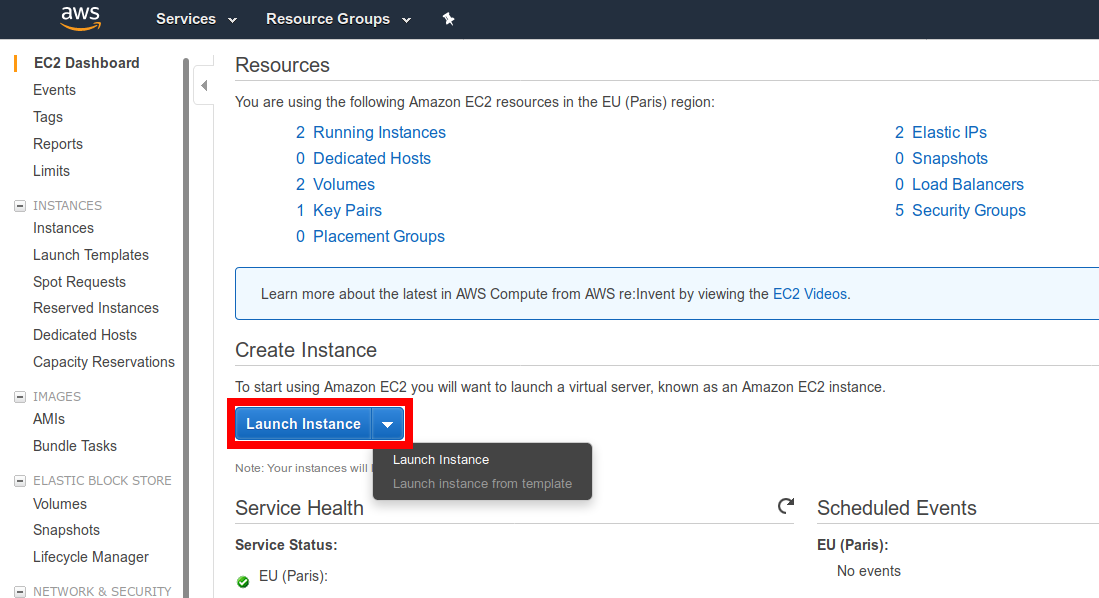 aws
Services
Resource Groups
EC2 Dashboard
Events
Tags
Reports
Limits
INSTANCES
Instances
Launch Templates
Spot Requests
Reserved Instances
Dedicated Hosts
Capacity Reservations
IMAGES
AMIs
Bundle Tasks
ELASTIC BLOCK STORE
Volumes
Snapshots
Lifecycle Manager
NETWORK & SECURITY
Resources
You are using the following Amazon EC2 resources in the EU (Paris) region:
2 Running Instances
0 Dedicated Hosts
2 Volumes
1 Key Pairs
0 Placement Groups
2 Elastic IPs
0 Snapshots
0 Load Balancers
5 Security Groups
Learn more about the latest in AWS Compute from AWS re:Invent by viewing the EC2 Videos.
Create Instance
To start using Amazon EC2 you will want to launch a virtual server, known as an Amazon EC2 instance.
Launch Instance
Launch Instance
Launch instance from template
Note: Your instances will
Service Health
Service Status:
EU (Paris):
Scheduled Events
EU (Paris):
No events